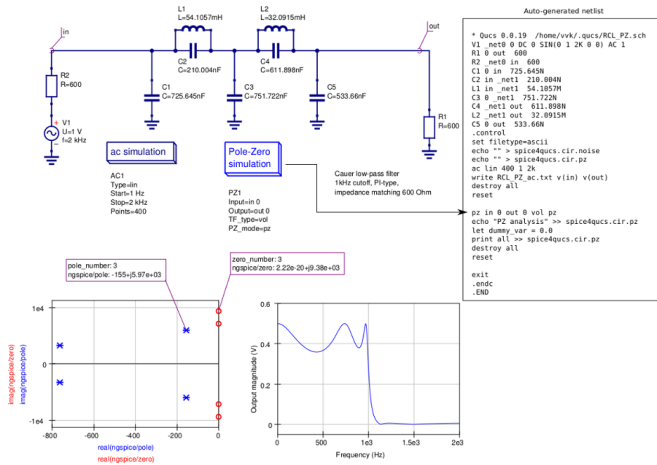 Auto-generated netlist
L1
L=54.1057mH
L2
L=32.0915mH
in
out
C2
C=210.004nF
C4
C=611.898nF
R2
R=600
C1
C=725.645nF
C3
C=751.722nF
C5
C=533.66nF
R1
R=600
V1
U=1 V
f=2 kHz
ac simulation
Pole-Zero
simulation
AC1
Type=lin
Start=1 Hz
Stop=2 kHz
Points=400
PZ1
Input=in 0
Output=out 0
TF_type=vol
PZ_mode=pz
Cauer low-pass filter
1kHz cutoff, PI-type,
impedance matching 600 Ohm
* Qucs 0.0.19 /home/vvk/.qucs/RCL_PZ.sch
V1 _net0 0 DC 0 SIN(0 1 2K 0 0) AC 1
R1 0 out 600
R2 _net0 in 600
C1 0 in 725.645N
C2 in _net1 210.004N
L1 in _net1 54.1057M
C3 0 _net1 751.722N
C4 _net1 out 611.898N
L2 _net1 out 32.0915M
C5 0 out 533.66N
.control
set filetype=ascii
echo "" > spice4qucs.cir.noise
echo "" > spice4qucs.cir.pz
ac lin 400 1 2k
write RCL_PZ_ac.txt v(in) v(out)
destroy all
reset
pz in 0 out 0 vol pz
echo "PZ analysis" >> spice4qucs.cir.pz
let dummy_var = 0.0
print all >> spice4qucs.cir.pz
destroy all
reset
exit
.endc
.END
pole_number: 3
ngspice/pole: -155+j5.97e+03
zero_number: 3
ngspice/zero: 2.22e-20+j9.38e+03
1e4
0
-1e4
-800
-600
-400
-200
0
imag(ngspice/zero)
imag(ngspice/pole)
real(ngspice/pole)
real(ngspice/zero)
0.6
0.4
0.2
0
0
500
1e3
1.5e3
2e3
Output magnitude (V)
Frequency (Hz)